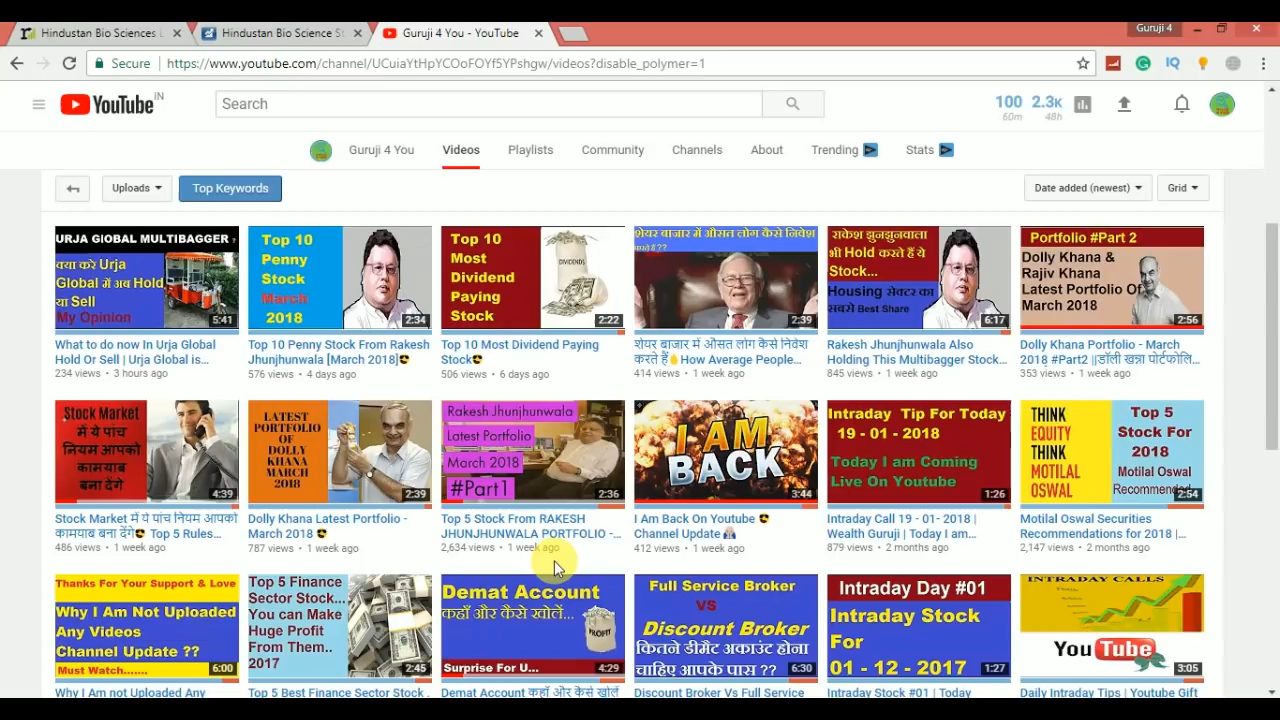 Hindustan Bio Sciences L
Hindustan Bio Science St
Guruji 4 You - YouTube
Guruji 4
Secure
https://www.youtube.com/channel/UCuiaYtHpYCOoFOYf5YPshgw/videos?disable_polymer=1
IQ
YouTube IN
Search
100
60m
2.3K
48h
Guruji 4 You
Videos
Playlists
Community
Channels
About
Trending
Stats
Uploads
Top Keywords
Date added (newest)
Grid
URJA GLOBAL MULTIBAGGER ?
क्या करे Urja
Global में अब Hold
या Sell
My Opinion
5:41
What to do now In Urja Global
Hold Or Sell | Urja Global is...
234 views • 3 hours ago
Top 10
Penny
Stock
March
2018
2:34
Top 10 Penny Stock From Rakesh
Jhunjhunwala [March 2018]
576 views • 4 days ago
Top 10
Most
Dividend
Paying
Stock
DIVIDENDS
2:22
Top 10 Most Dividend Paying
Stock
506 views • 6 days ago
शेयर बाजार में औसत लोग कैसे निवेश
करते हैं??
2:39
शेयर बाजार में औसत लोग कैसे निवेश
करते हैं How Average People...
414 views • 1 week ago
राकेश झुनझुनवाला
भी Hold करते हैं ये
Stock...
Housing सेक्टर का
सबसे Best Share
6:17
Rakesh Jhunjhunwala Also
Holding This Multibagger Stock...
845 views • 1 week ago
Portfolio #Part 2
Dolly Khana &
Rajiv Khana
Latest Portfolio Of
March 2018
2:56
Dolly Khana Portfolio - March
2018 #Part2 ||डॉली खन्ना पोर्टफोलि...
353 views • 1 week ago
Stock Market
में ये पांच
नियम आपको
कामयाब
बना देंगे
4:39
Stock Market में ये पांच नियम आपको
कामयाब बना देंगे Top 5 Rules...
486 views • 1 week ago
LATEST
PORTFOLIO
OF
DOLLY
KHANA
MARCH
2018
2:39
Dolly Khana Latest Portfolio -
March 2018
787 views • 1 week ago
Rakesh Jhunjhunwala
Latest Portfolio
March 2018
#Part1
2:36
Top 5 Stock From RAKESH
JHUNJHUNWALA PORTFOLIO -...
2,634 views • 1 week ago
I AM
BACK
3:44
I Am Back On Youtube
Channel Update
412 views • 1 week ago
Intraday Tip For Today
19 - 01 - 2018
Today I am Coming
Live On Youtube
1:26
Intraday Call 19 - 01- 2018 |
Wealth Guruji | Today I am...
879 views • 2 months ago
THINK
EQUITY
THINK
MOTILAL
OSWAL
Top 5
Stock For
2018
Motilal Oswal
Recommended
2:54
Motilal Oswal Securities
Recommendations for 2018 |...
2,147 views • 2 months ago
Thanks For Your Support & Love
Why I Am Not Uploaded
Any Videos
Channel Update ??
Must Watch.......
6:00
Why I Am not Uploaded Any
Top 5 Finance
Sector Stock...
You can Make
Huge Profit
From Them..
2017
2:45
Top 5 Best Finance Sector Stock
Demat Account
कहाँ और कैसे खोलें...
PROFIT
Surprise For U...
4:29
Demat Account कहाँ और कैसे खोलें
Full Service Broker
VS
Discount Broker
कितने डीमैट अकाउंट होना
चाहिए आपके पास ??
6:30
Discount Broker Vs Full Service
Intraday Day #01
Intraday Stock
For
01 - 12 - 2017
1:27
Intraday Stock #01 | Today
INTRADAY CALLS
YouTube
3:05
Daily Intraday Tips | Youtube Gift